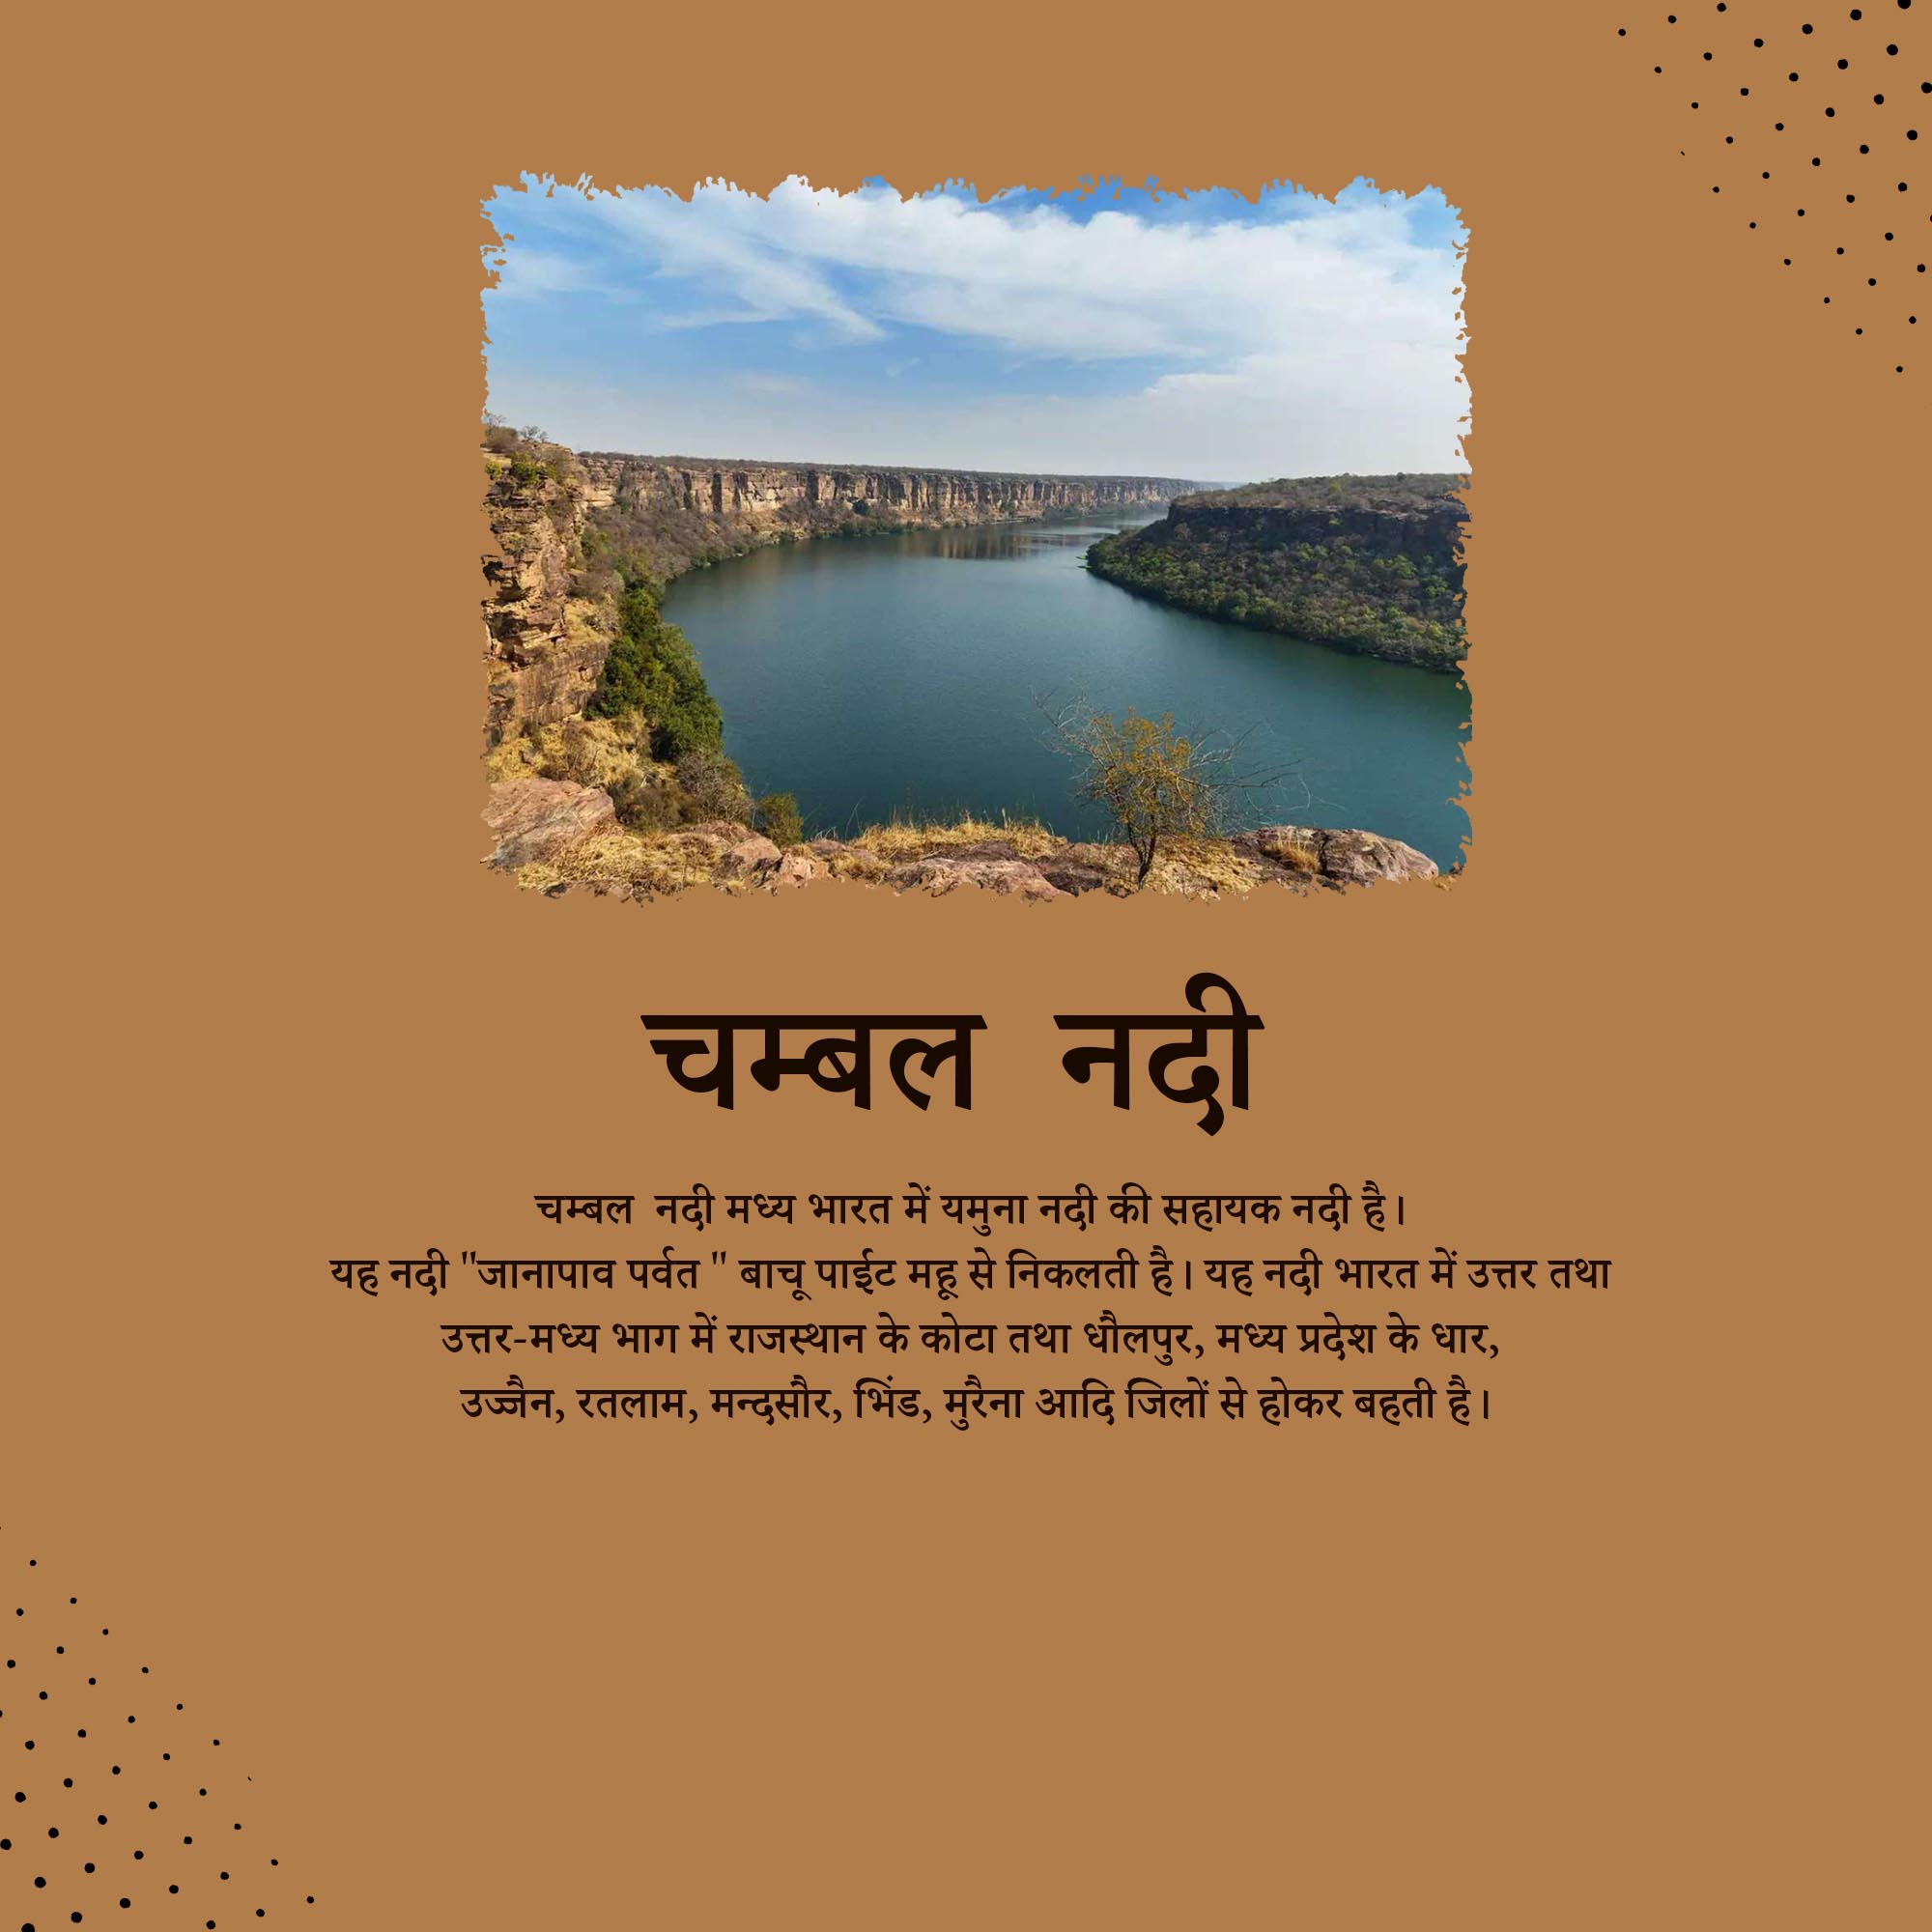 चम्बल नदी
चम्बल नदी मध्य भारत में यमुना नदी की सहायक नदी है।
यह नदी "जानापाव पर्वत " बाचू पाईट महू से निकलती है। यह नदी भारत में उत्तर तथा
उत्तर-मध्य भाग में राजस्थान के कोटा तथा धौलपुर, मध्य प्रदेश के धार,
उज्जैन, रतलाम, मन्दसौर, भिंड, मुरैना आदि जिलों से होकर बहती है।